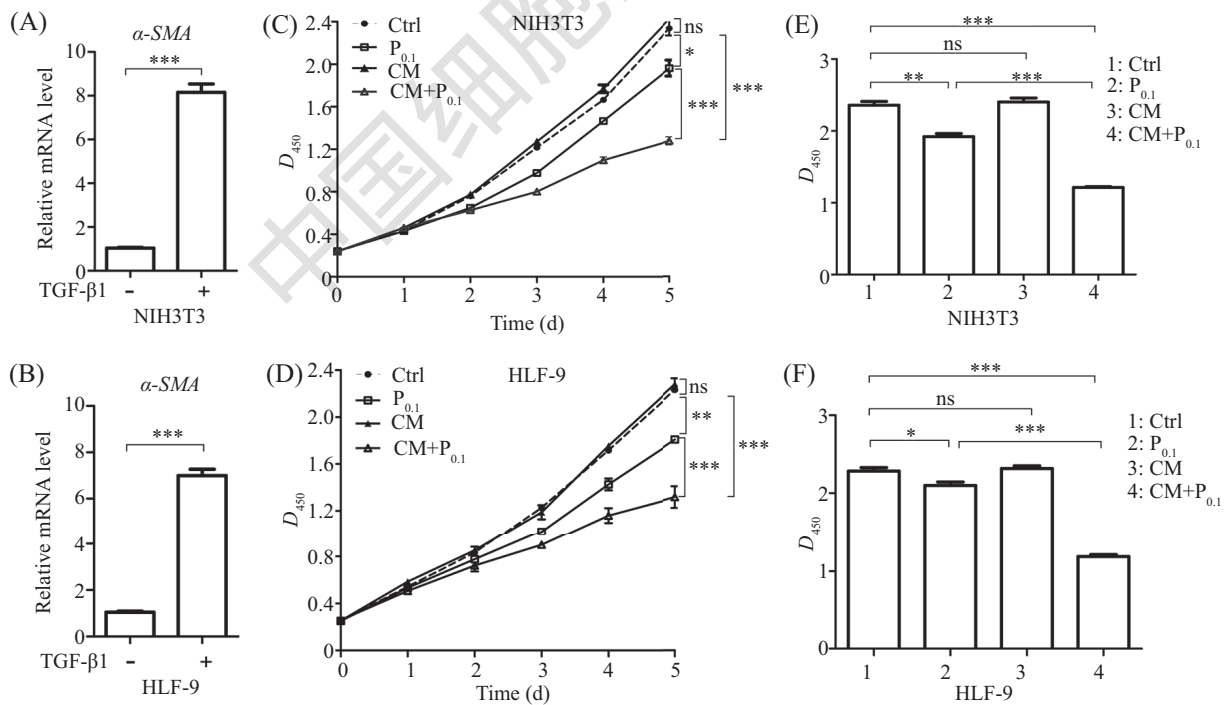 (A)
α-SMA
***
Relative mRNA level
10
8
6
4
2
0
TGF-β1 - +
NIH3T3
(C)
NIH3T3
Ctrl
P0.1
CM
CM+P0.1
ns
*
***
***
D450
2.4
2.0
1.6
1.2
0.8
0.4
0
0 1 2 3 4 5
Time (d)
(E)
***
ns
** ***
1: Ctrl
2: P0.1
3: CM
4: CM+P0.1
D450
3
2
1
0
1 2 3 4
NIH3T3
(B)
α-SMA
***
Relative mRNA level
10
8
6
4
2
0
TGF-β1 - +
HLF-9
(D)
HLF-9
Ctrl
P0.1
CM
CM+P0.1
ns
**
***
***
D450
2.4
2.0
1.6
1.2
0.8
0.4
0
0 1 2 3 4 5
Time (d)
(F)
***
ns
* ***
1: Ctrl
2: P0.1
3: CM
4: CM+P0.1
D450
3
2
1
0
1 2 3 4
HLF-9
中国细胞